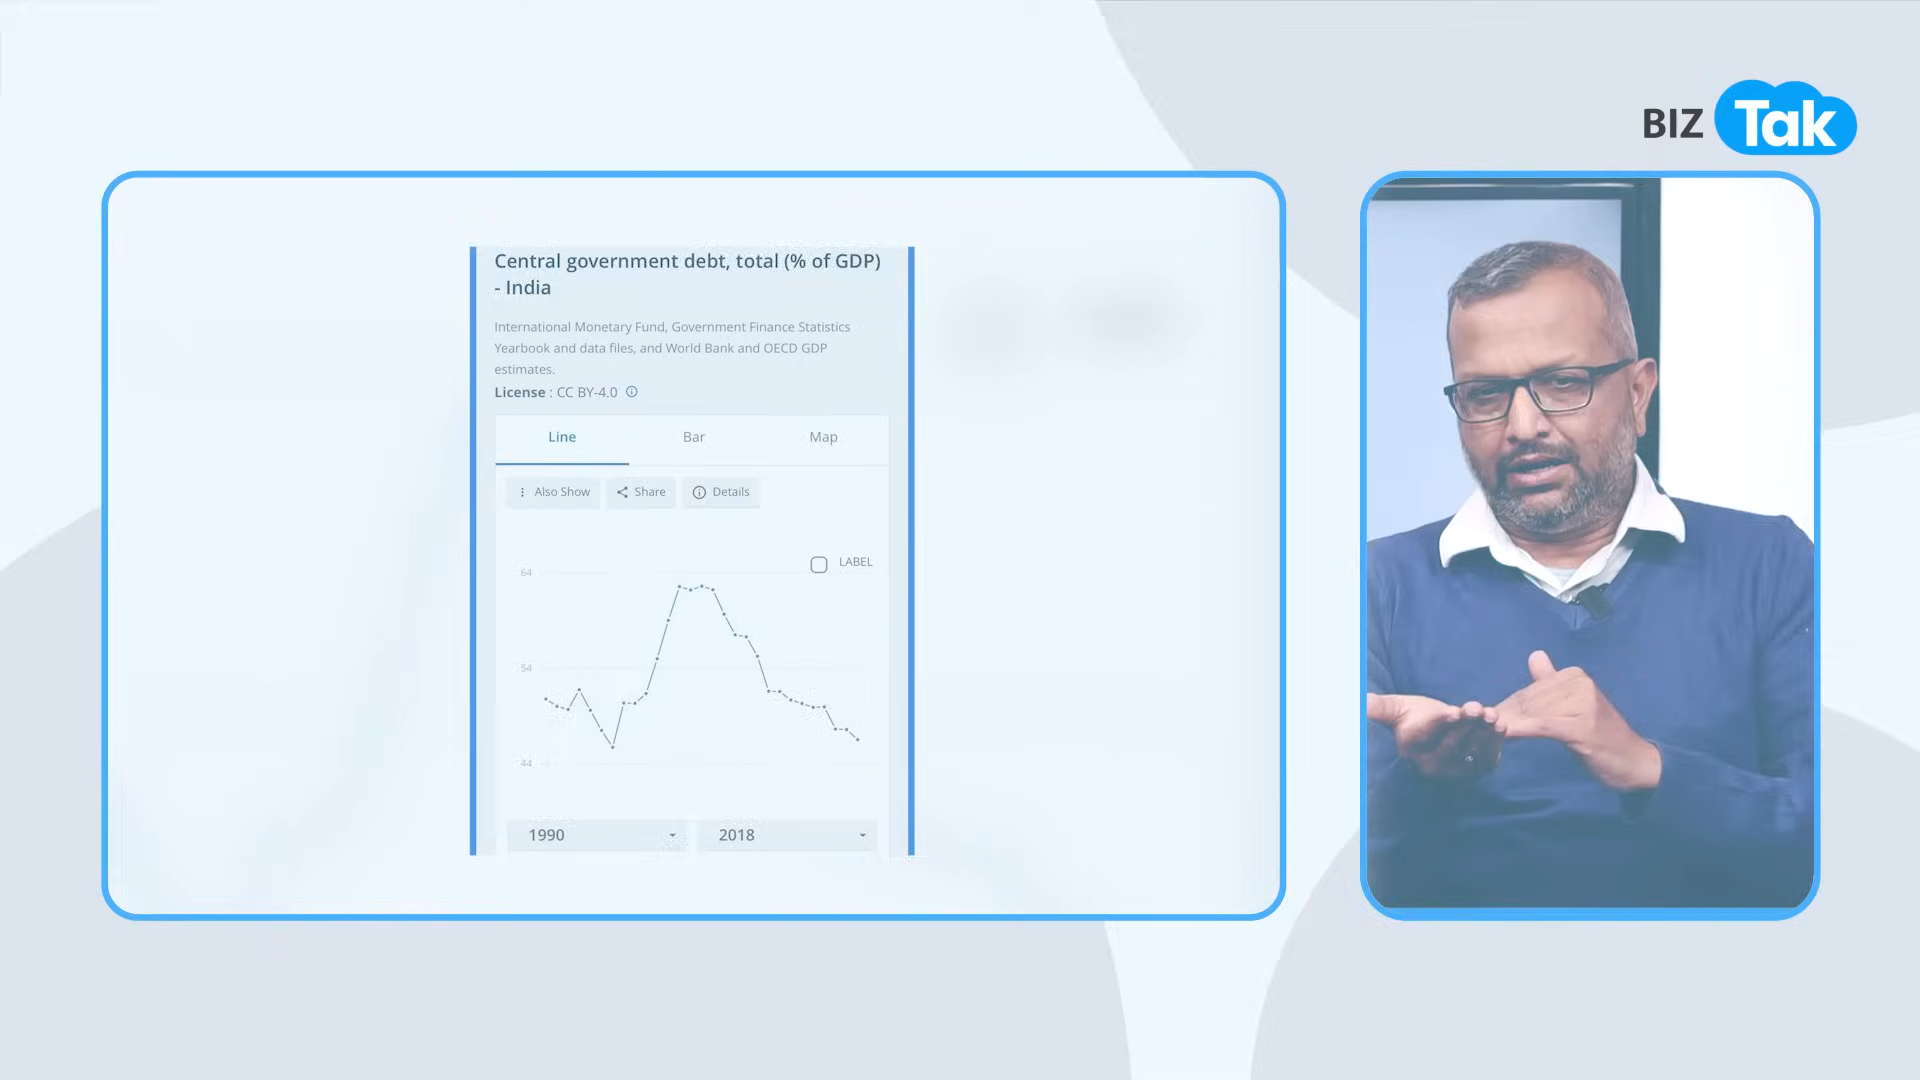 BIZ Tak
Central government debt, total (% of GDP)
- India
International Monetary Fund, Government Finance Statistics
Yearbook and data files, and World Bank and OECD GDP
estimates.
License : CC BY-4.0
Line Bar Map
Also Show Share Details
LABEL
64
54
44
1990 2018